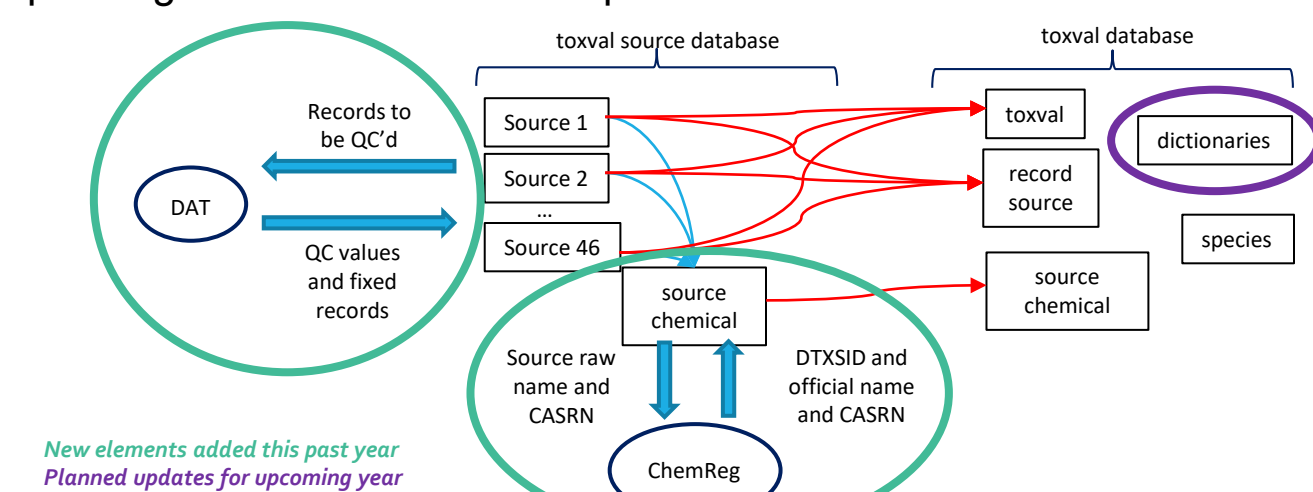 toxval source database
toxval database
Records to
be QC'd
DAT
QC values
and fixed
records
Source 1
Source 2
...
Source 46
source
chemical
Source raw
name and
CASRN
DTXSID and
official name
and CASRN
ChemReg
toxval
record
source
source
chemical
dictionaries
species
New elements added this past year
Planned updates for upcoming year